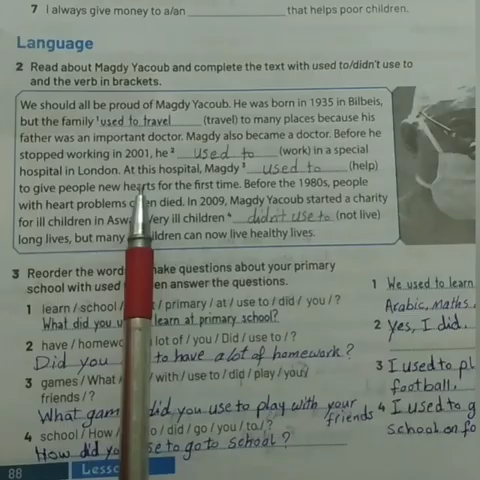 7 I always give money to a/an ____________ that helps poor children.
Language
2 Read about Magdy Yacoub and complete the text with used to/didn't use to
and the verb in brackets.
We should all be proud of Magdy Yacoub. He was born in 1935 in Bilbeis,
but the family ¹used to travel (travel) to many places because his
father was an important doctor. Magdy also became a doctor. Before he
stopped working in 2001, he ² used to (work) in a special
hospital in London. At this hospital, Magdy ³ used to (help)
to give people new hearts for the first time. Before the 1980s, people
with heart problems died. In 2009, Magdy Yacoub started a charity
for ill children in ery ill children ⁴ didn't use to (not live)
long lives, but many ldren can now live healthy lives.
3 Reorder the word ake questions about your primary
school with used en answer the questions.
1 learn / school / t / primary / at / use to / did / you / ?
What did you u learn at primary school?
2 have / homewo lot of / you / Did / use to / ?
Did you to have a lot of homework?
3 games / What / with / use to / did / play / your
friends / ?
What gam did you use to play with your
friends
4 school / How / o / did / go / you / to / ?
How did yo se to go to school?
1 We used to learn
Arabic, maths
2 Yes, I did.
3 I used to pl
football.
4 I used to g
school on fo
88 Lesso